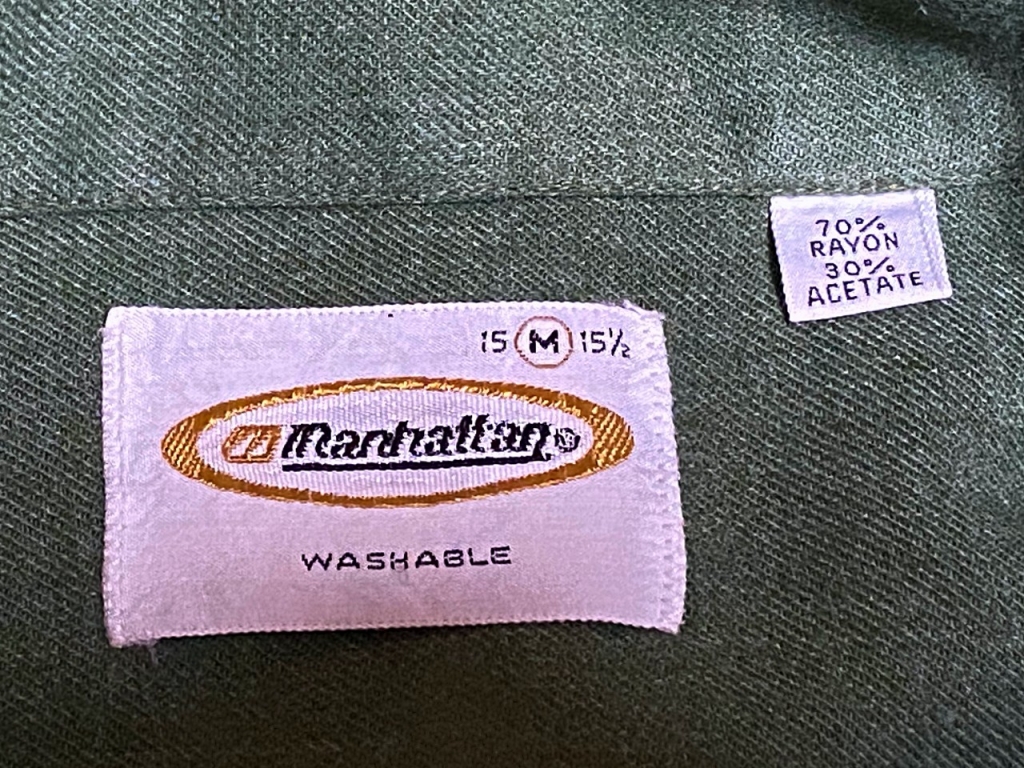 15 M 15½
m manhattan®
WASHABLE
70%
RAYON
30%
ACETATE